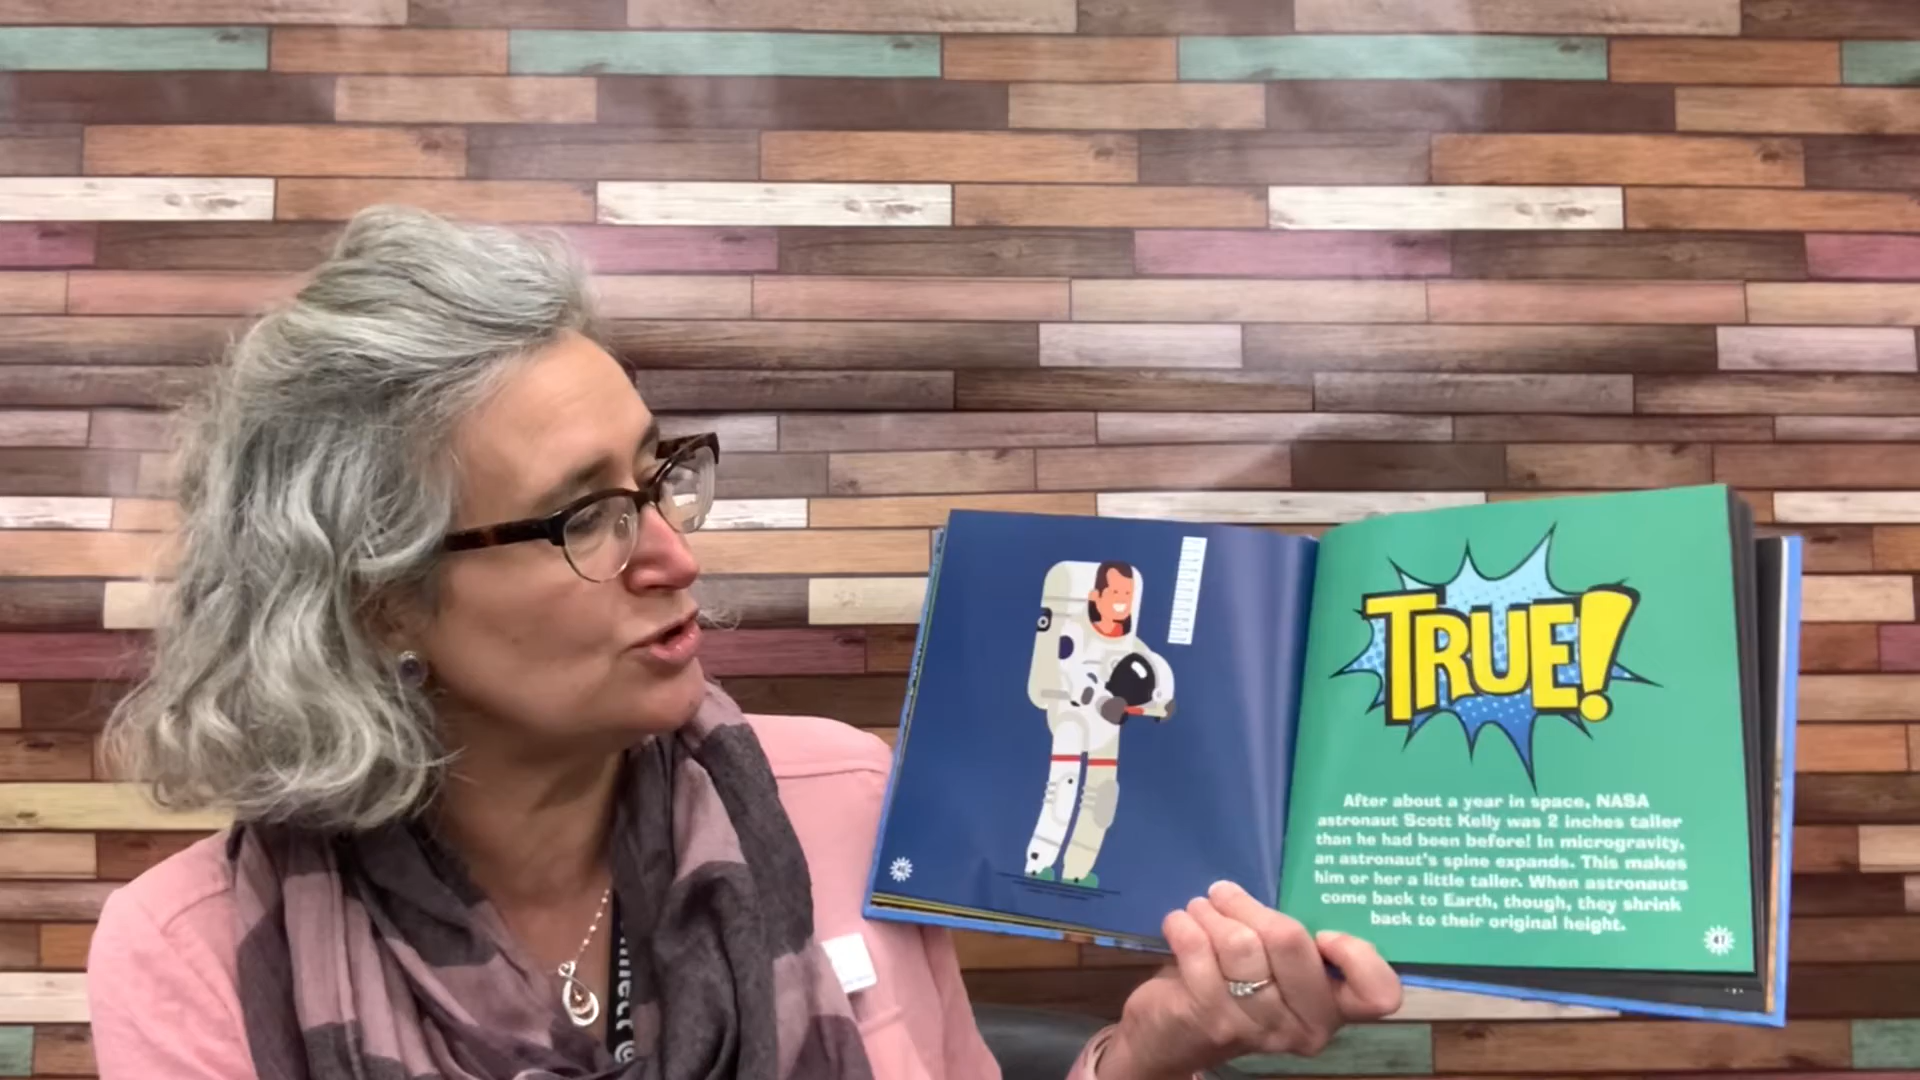 TRUE!
After about a year in space, NASA
astronaut Scott Kelly was 2 inches taller
than he had been before! In microgravity,
an astronaut's spine expands. This makes
him or her a little taller. When astronauts
come back to Earth, though, they shrink
back to their original height.
47